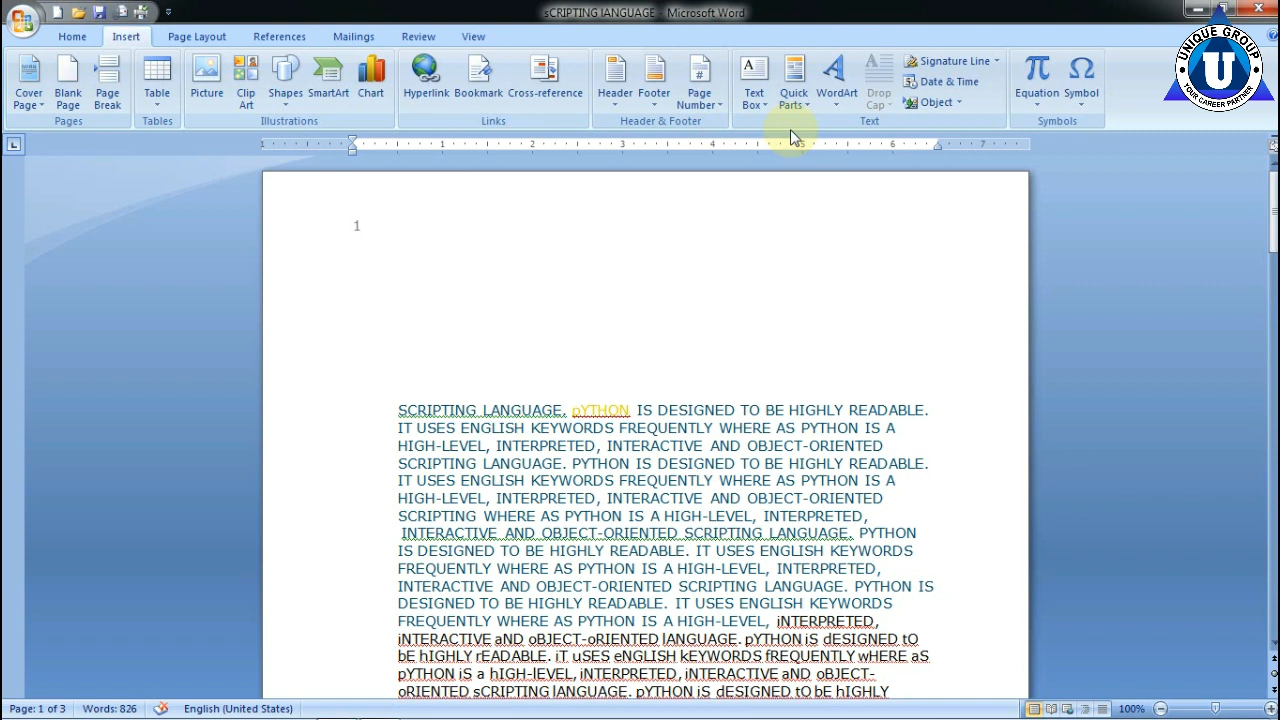 sCRIPTING lANGUAGE - Microsoft Word
Home Insert Page Layout References Mailings Review View
Cover Page Blank Page Page Break
Pages
Table
Tables
Picture Clip Art Shapes SmartArt Chart
Illustrations
Hyperlink Bookmark Cross-reference
Links
Header Footer Page Number
Header & Footer
Text Box Quick Parts WordArt Drop Cap
Signature Line
Date & Time
Object
Text
Equation Symbol
Symbols
UNIQUE GROUP
U
YOUR CAREER PARTNER
1 1 2 3 4 5 6 7
1
SCRIPTING LANGUAGE. pYTHON IS DESIGNED TO BE HIGHLY READABLE.
IT USES ENGLISH KEYWORDS FREQUENTLY WHERE AS PYTHON IS A
HIGH-LEVEL, INTERPRETED, INTERACTIVE AND OBJECT-ORIENTED
SCRIPTING LANGUAGE. PYTHON IS DESIGNED TO BE HIGHLY READABLE.
IT USES ENGLISH KEYWORDS FREQUENTLY WHERE AS PYTHON IS A
HIGH-LEVEL, INTERPRETED, INTERACTIVE AND OBJECT-ORIENTED
SCRIPTING WHERE AS PYTHON IS A HIGH-LEVEL, INTERPRETED,
INTERACTIVE AND OBJECT-ORIENTED SCRIPTING LANGUAGE. PYTHON
IS DESIGNED TO BE HIGHLY READABLE. IT USES ENGLISH KEYWORDS
FREQUENTLY WHERE AS PYTHON IS A HIGH-LEVEL, INTERPRETED,
INTERACTIVE AND OBJECT-ORIENTED SCRIPTING LANGUAGE. PYTHON IS
DESIGNED TO BE HIGHLY READABLE. IT USES ENGLISH KEYWORDS
FREQUENTLY WHERE AS PYTHON IS A HIGH-LEVEL, iNTERPRETED,
iNTERACTIVE aND oBJECT-oRIENTED lANGUAGE. pYTHON iS dESIGNED tO
bE hIGHLY rEADABLE. iT uSES eNGLISH kEYWORDS fREQUENTLY wHERE aS
pYTHON iS a hIGH-lEVEL, iNTERPRETED, iNTERACTIVE aND oBJECT-
oRIENTED sCRIPTING lANGUAGE. pYTHON iS dESIGNED tO bE hIGHLY
Page: 1 of 3 Words: 826 English (United States) 100%